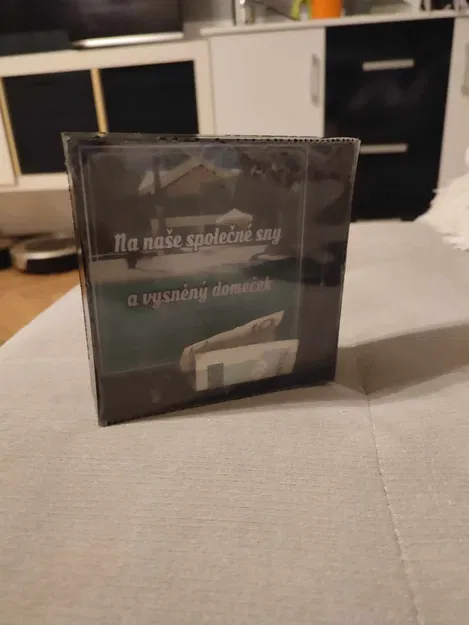 Na naše společné sny
a vysněný domeček